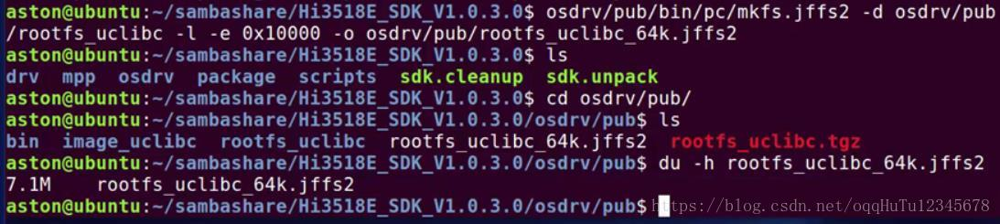 aston@ubuntu:~/sambashare/Hi3518E_SDK_V1.0.3.0$ osdrv/pub/bin/pc/mkfs.jffs2 -d osdrv/pub
/rootfs_uclibc -l -e 0x10000 -o osdrv/pub/rootfs_uclibc_64k.jffs2
aston@ubuntu:~/sambashare/Hi3518E_SDK_V1.0.3.0$ ls
drv  mpp  osdrv  package  scripts  sdk.cleanup  sdk.unpack
aston@ubuntu:~/sambashare/Hi3518E_SDK_V1.0.3.0$ cd osdrv/pub/
aston@ubuntu:~/sambashare/Hi3518E_SDK_V1.0.3.0/osdrv/pub$ ls
bin  image_uclibc  rootfs_uclibc  rootfs_uclibc_64k.jffs2  rootfs_uclibc.tgz
aston@ubuntu:~/sambashare/Hi3518E_SDK_V1.0.3.0/osdrv/pub$ du -h rootfs_uclibc_64k.jffs2
7.1M    rootfs_uclibc_64k.jffs2
aston@ubuntu:~/sambashare/Hi3518E_SDK_V1.0.3.0/osdrv/pub$ https://blog.csdn.net/oqqHuTu12345678